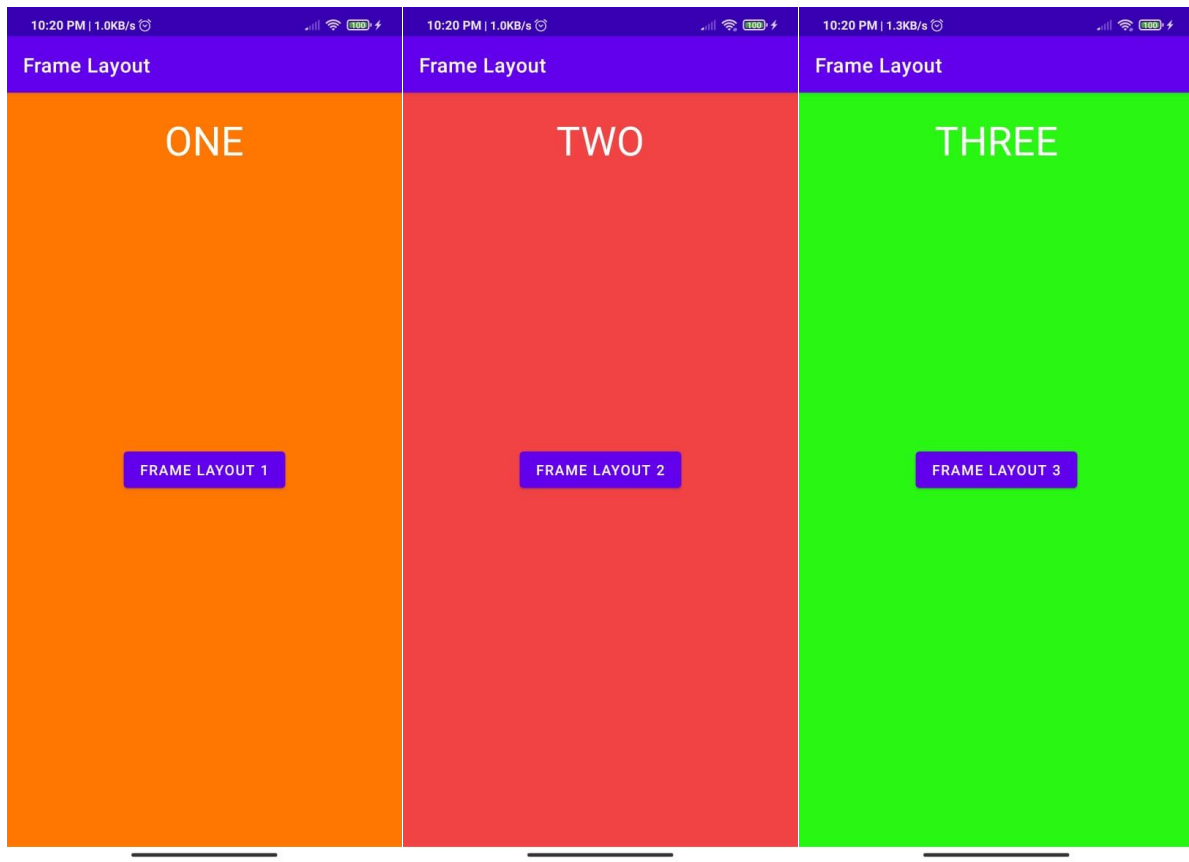 10:20 PM | 1.0KB/s
100
Frame Layout
ONE
FRAME LAYOUT 1
10:20 PM | 1.0KB/s
100
Frame Layout
TWO
FRAME LAYOUT 2
10:20 PM | 1.3KB/s
100
Frame Layout
THREE
FRAME LAYOUT 3